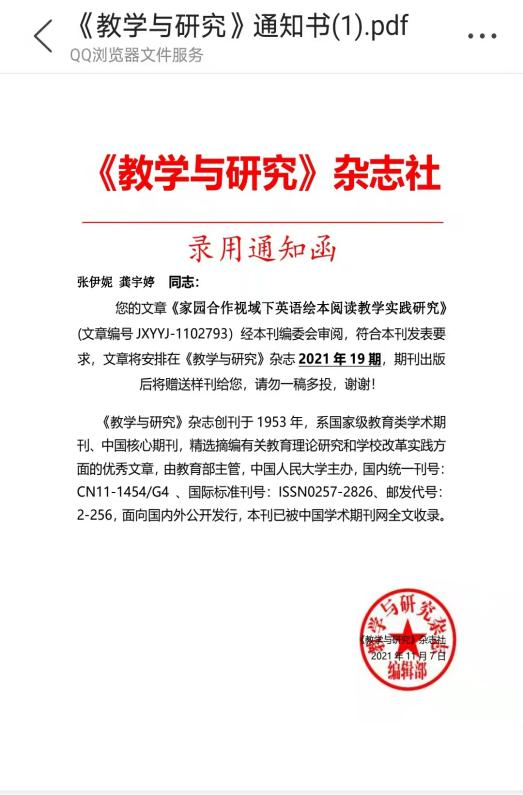 《教学与研究》通知书(1).pdf
QQ浏览器文件服务
《教学与研究》杂志社
录用通知函
张伊妮 龚宇婷 同志：
您的文章《家园合作视域下英语绘本阅读教学实践研究》
(文章编号 JXYYJ-1102793）经本刊编委会审阅，符合本刊发表要
求，文章将安排在《教学与研究》杂志 2021 年 19 期，期刊出版
后将赠送样刊给您，请勿一稿多投，谢谢！
《教学与研究》杂志创刊于 1953 年，系国家级教育类学术期
刊、中国核心期刊，精选摘编有关教育理论研究和学校改革实践方
面的优秀文章，由教育部主管，中国人民大学主办，国内统一刊号：
CN11-1454/G4 、国际标准刊号：ISSN0257-2826、邮发代号：
2-256，面向国内外公开发行，本刊已被中国学术期刊网全文收录。
教学与研究杂志
《教学与研究》杂志社
2021 年 11 月 7 日
编辑部